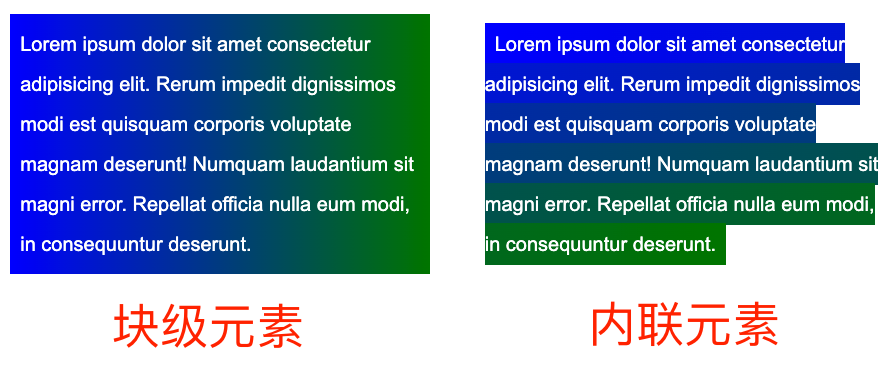 Lorem ipsum dolor sit amet consectetur
adipisicing elit. Rerum impedit dignissimos
modi est quisquam corporis voluptate
magnam deserunt! Numquam laudantium sit
magni error. Repellat officia nulla eum modi,
in consequuntur deserunt.
块级元素
Lorem ipsum dolor sit amet consectetur
adipisicing elit. Rerum impedit dignissimos
modi est quisquam corporis voluptate
magnam deserunt! Numquam laudantium sit
magni error. Repellat officia nulla eum modi,
in consequuntur deserunt.
内联元素